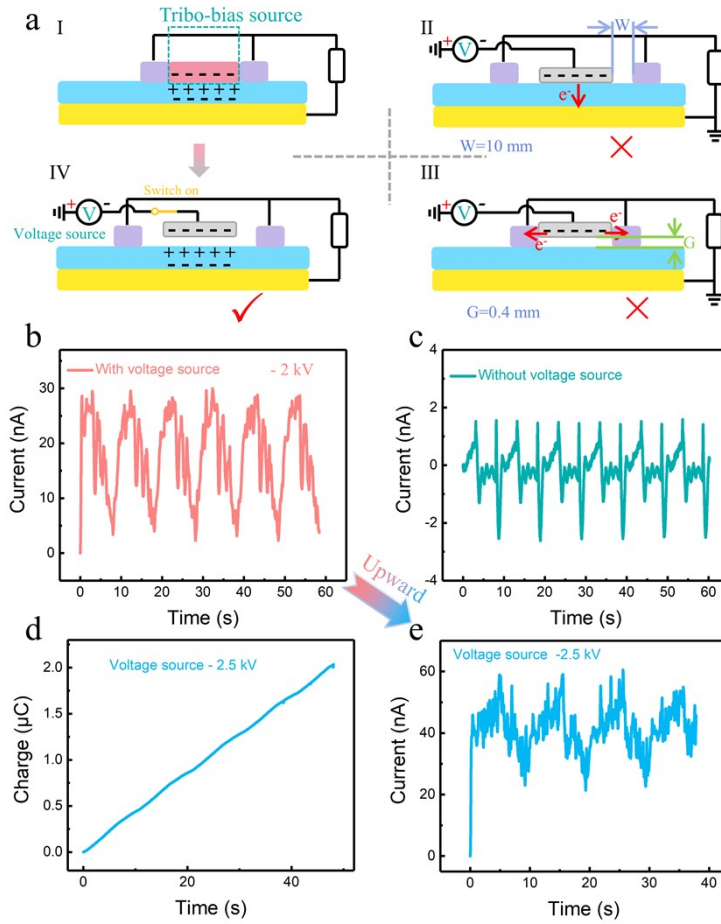 a
I
Tribo-bias source
- - - - -
+ + + + +
- - - - -
II
+
V
-
W
- - - - -
e-
W=10 mm
IV
Switch on
+
V
-
Voltage source
- - - - -
+ + + + +
- - - - -
III
+
V
-
- - - - -
e-
e-
G
G=0.4 mm
b
With voltage source - 2 kV
Current (nA)
30
20
10
0
0 10 20 30 40 50 60
Time (s)
c
Without voltage source
Current (nA)
4
2
0
-2
-4
0 10 20 30 40 50 60
Time (s)
Upward
d
Voltage source - 2.5 kV
Charge (μC)
2.0
1.5
1.0
0.5
0.0
0 20 40
Time (s)
e
Voltage source -2.5 kV
Current (nA)
60
40
20
0
0 10 20 30 40
Time (s)